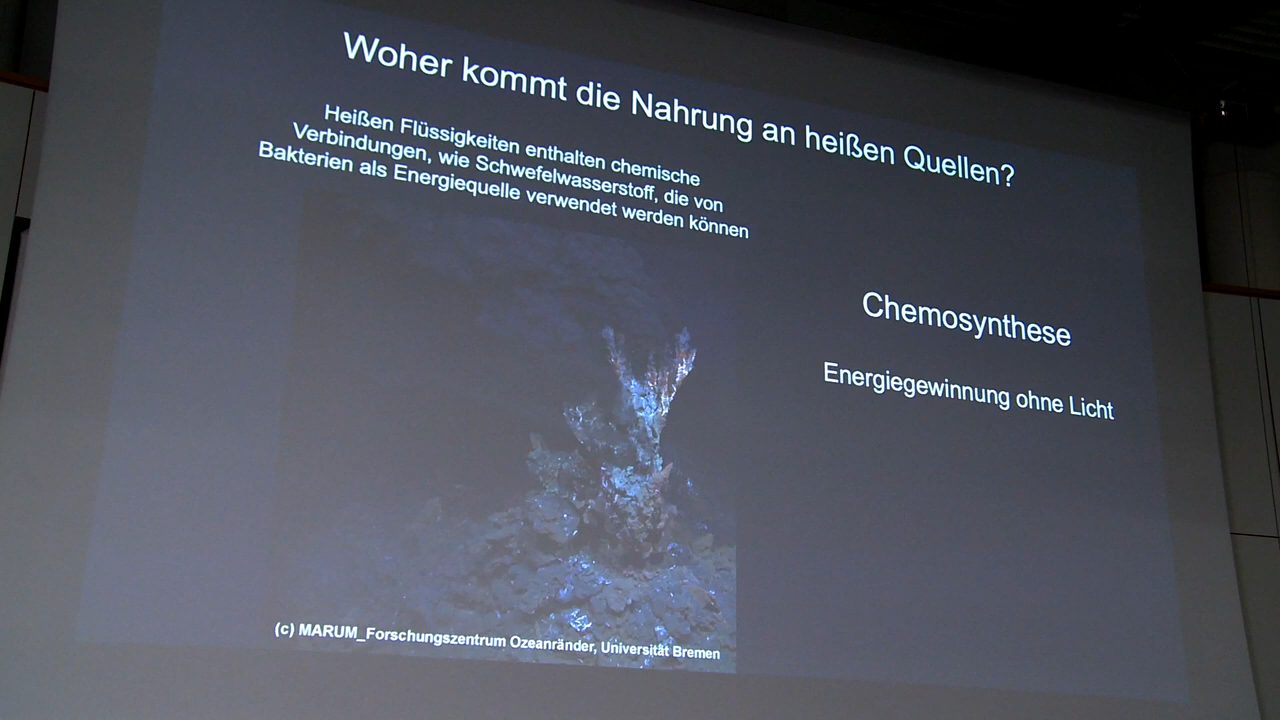 Woher kommt die Nahrung an heißen Quellen?
Heißen Flüssigkeiten enthalten chemische
Verbindungen, wie Schwefelwasserstoff, die von
Bakterien als Energiequelle verwendet werden können
Chemosynthese
Energiegewinnung ohne Licht
(c) MARUM_Forschungszentrum Ozeanränder, Universität Bremen